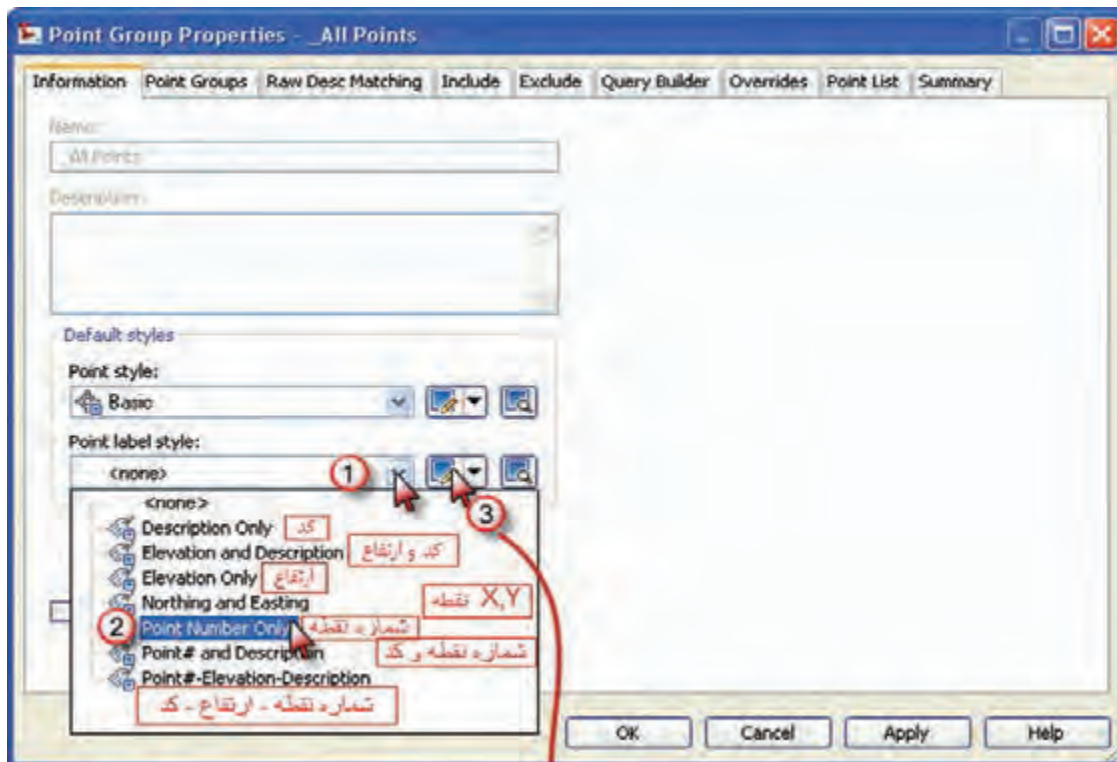 Point Group Properties - _All Points
Information Point Groups Raw Desc Matching Include Exclude Query Builder Overrides Point List Summary
Name:
_All Points
Description:
Default styles
Point style:
Basic
Point label style:
<none> 1
3
<none>
Description Only کد
Elevation and Description کد و ارتفاع
Elevation Only ارتفاع
Northing and Easting X,Y نقطه
2 Point Number Only شماره نقطه
Point# and Description شماره نقطه و کد
Point#-Elevation-Description
شماره نقطه - ارتفاع - کد
OK Cancel Apply Help